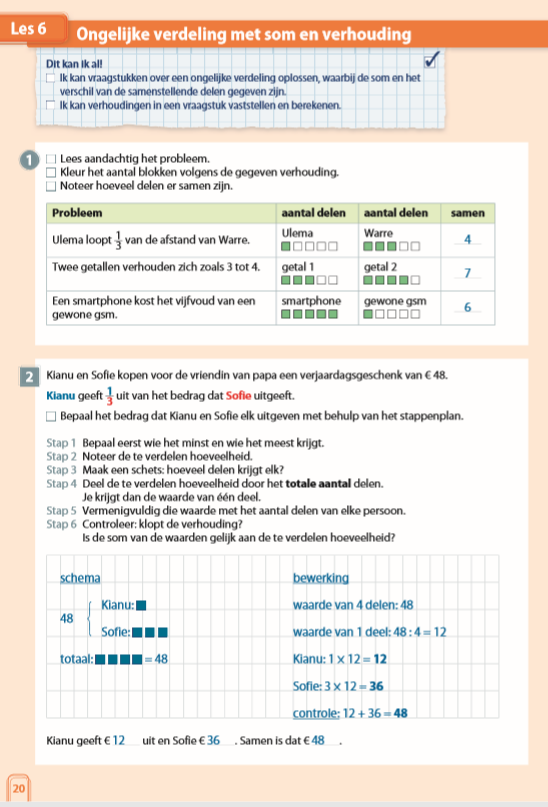 Les 6
Ongelijke verdeling met som en verhouding
Dit kan ik al!
Ik kan vraagstukken over een ongelijke verdeling oplossen, waarbij de som en het
verschil van de samenstellende delen gegeven zijn.
Ik kan verhoudingen in een vraagstuk vaststellen en berekenen.
1
Lees aandachtig het probleem.
Kleur het aantal blokken volgens de gegeven verhouding.
Noteer hoeveel delen er samen zijn.
Probleem aantal delen aantal delen samen
Ulema loopt 1/3 van de afstand van Warre. Ulema Warre 4
Twee getallen verhouden zich zoals 3 tot 4. getal 1 getal 2 7
Een smartphone kost het vijfvoud van een smartphone gewone gsm 6
gewone gsm.
2
Kianu en Sofie kopen voor de vriendin van papa een verjaardagsgeschenk van € 48.
Kianu geeft 1/3 uit van het bedrag dat Sofie uitgeeft.
Bepaal het bedrag dat Kianu en Sofie elk uitgeven met behulp van het stappenplan.
Stap 1 Bepaal eerst wie het minst en wie het meest krijgt.
Stap 2 Noteer de te verdelen hoeveelheid.
Stap 3 Maak een schets: hoeveel delen krijgt elk?
Stap 4 Deel de te verdelen hoeveelheid door het totale aantal delen.
Je krijgt dan de waarde van één deel.
Stap 5 Vermenigvuldig die waarde met het aantal delen van elke persoon.
Stap 6 Controleer: klopt de verhouding?
Is de som van de waarden gelijk aan de te verdelen hoeveelheid?
schema bewerking
Kianu: waarde van 4 delen: 48
48
Sofie: waarde van 1 deel: 48 : 4 = 12
totaal: = 48 Kianu: 1 x 12 = 12
Sofie: 3 x 12 = 36
controle: 12 + 36 = 48
Kianu geeft € 12 uit en Sofie € 36 . Samen is dat € 48 .
20